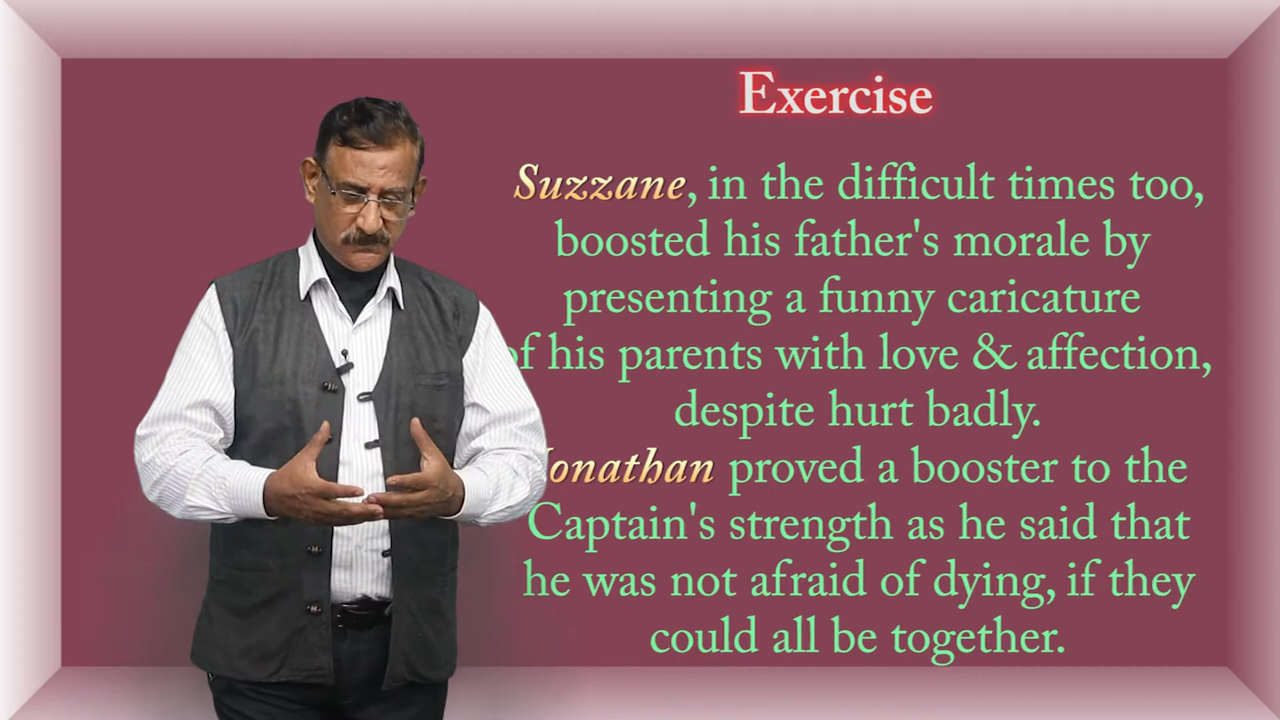 Exercise
Suzzane, in the difficult times too,
boosted his father's morale by
presenting a funny caricature
of his parents with love & affection,
despite hurt badly.
Jonathan proved a booster to the
Captain's strength as he said that
he was not afraid of dying, if they
could all be together.